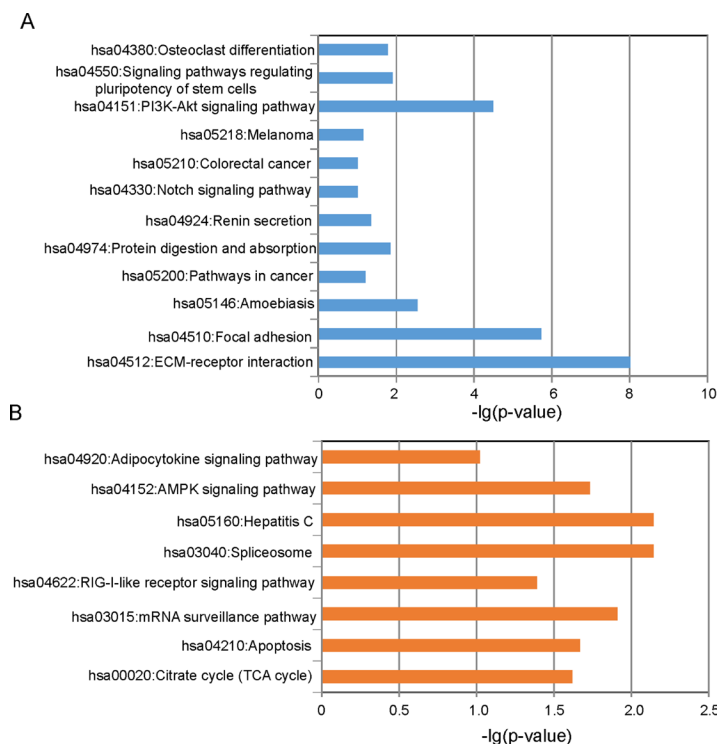 A
hsa04380:Osteoclast differentiation
hsa04550:Signaling pathways regulating
pluripotency of stem cells
hsa04151:PI3K-Akt signaling pathway
hsa05218:Melanoma
hsa05210:Colorectal cancer
hsa04330:Notch signaling pathway
hsa04924:Renin secretion
hsa04974:Protein digestion and absorption
hsa05200:Pathways in cancer
hsa05146:Amoebiasis
hsa04510:Focal adhesion
hsa04512:ECM-receptor interaction
0 2 4 6 8 10
-lg(p-value)
B
hsa04920:Adipocytokine signaling pathway
hsa04152:AMPK signaling pathway
hsa05160:Hepatitis C
hsa03040:Spliceosome
hsa04622:RIG-I-like receptor signaling pathway
hsa03015:mRNA surveillance pathway
hsa04210:Apoptosis
hsa00020:Citrate cycle (TCA cycle)
0 0.5 1.0 1.5 2.0 2.5
-lg(p-value)